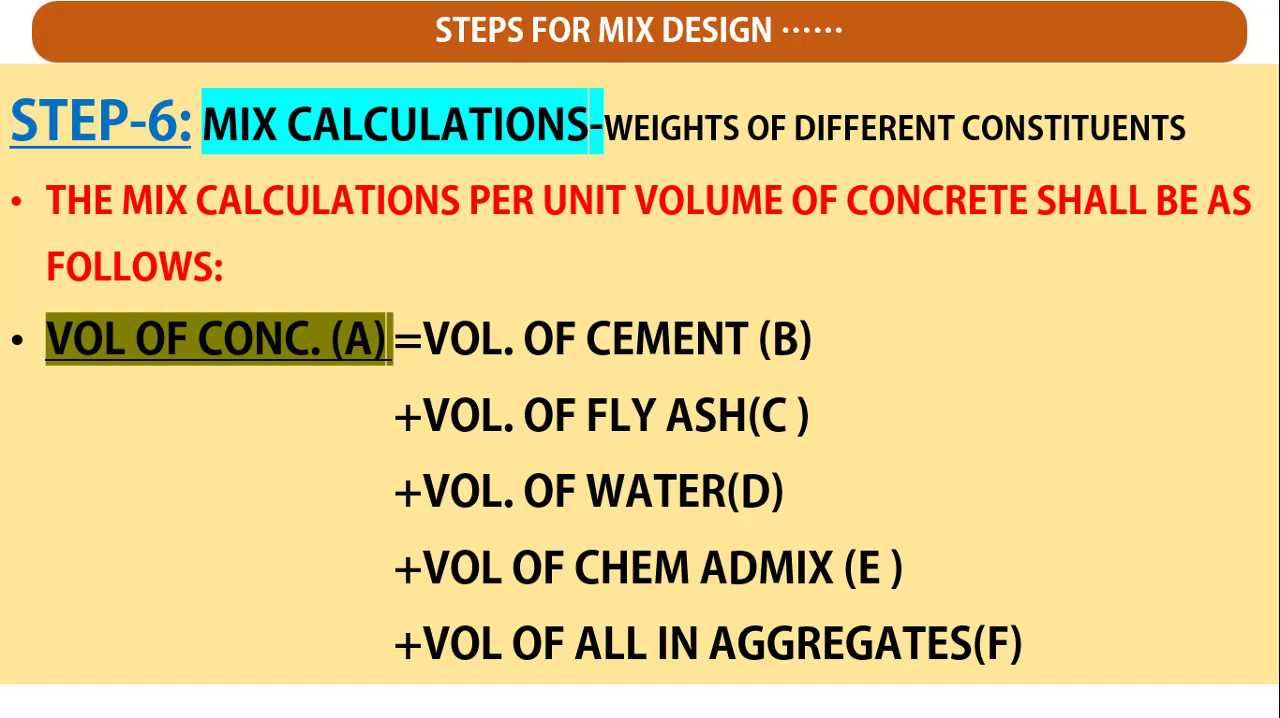 STEPS FOR MIX DESIGN ······
STEP-6: MIX CALCULATIONS-WEIGHTS OF DIFFERENT CONSTITUENTS
• THE MIX CALCULATIONS PER UNIT VOLUME OF CONCRETE SHALL BE AS
FOLLOWS:
• VOL OF CONC. (A) =VOL. OF CEMENT (B)
+VOL. OF FLY ASH(C )
+VOL. OF WATER(D)
+VOL OF CHEM ADMIX (E )
+VOL OF ALL IN AGGREGATES(F)